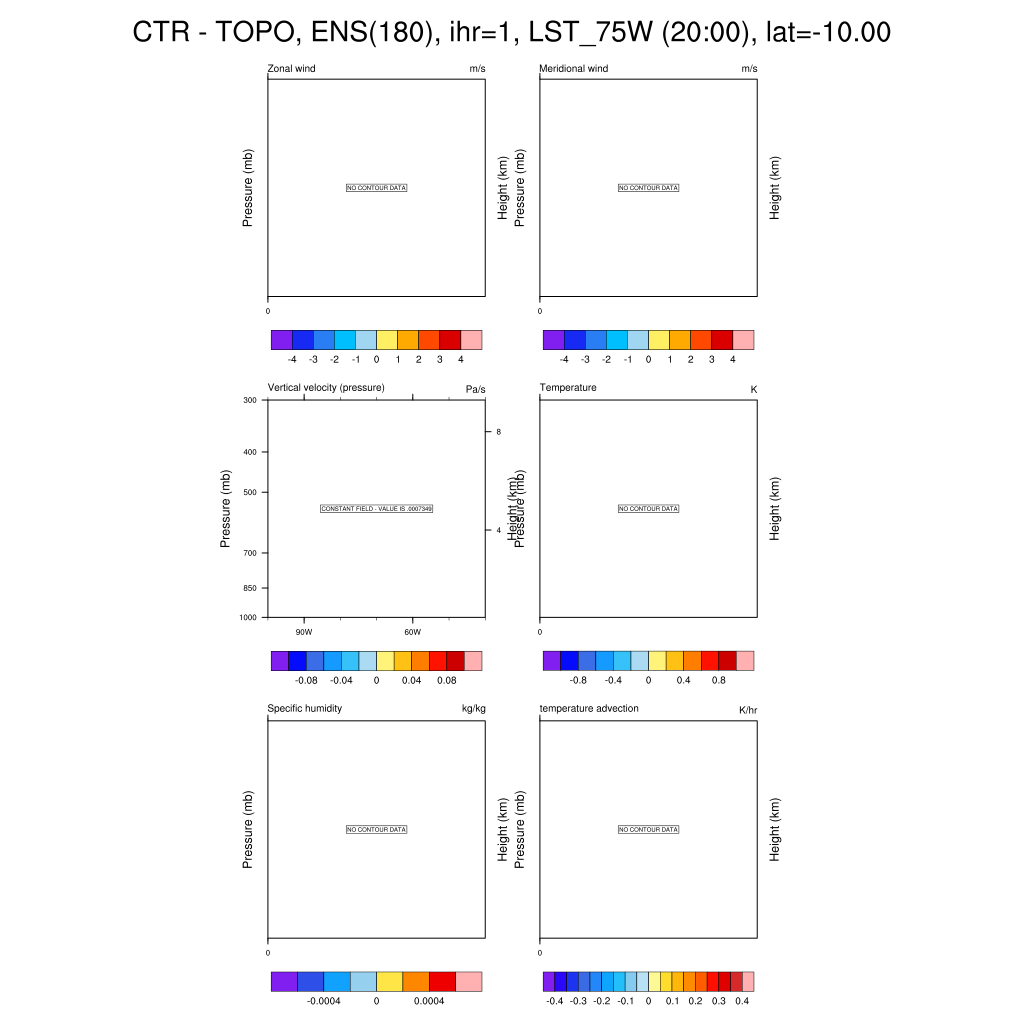 CTR - TOPO, ENS(180), ihr=1, LST_75W (20:00), lat=-10.00
Zonal wind m/s
Pressure (mb)
NO CONTOUR DATA
Height (km)
0
-4 -3 -2 -1 0 1 2 3 4
Meridional wind m/s
Pressure (mb)
NO CONTOUR DATA
Height (km)
0
-4 -3 -2 -1 0 1 2 3 4
Vertical velocity (pressure) Pa/s
Pressure (mb)
300
400
500
700
850
1000
CONSTANT FIELD - VALUE IS .0007349
8
4
Height (km)
90W 60W
-0.08 -0.04 0 0.04 0.08
Temperature K
Pressure (mb)
NO CONTOUR DATA
Height (km)
0
-0.8 -0.4 0 0.4 0.8
Specific humidity kg/kg
Pressure (mb)
NO CONTOUR DATA
Height (km)
0
-0.0004 0 0.0004
temperature advection K/hr
Pressure (mb)
NO CONTOUR DATA
Height (km)
0
-0.4 -0.3 -0.2 -0.1 0 0.1 0.2 0.3 0.4